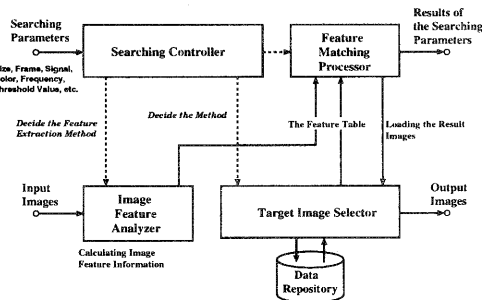 Searching
Parameters
Searching Controller
Feature
Matching
Processor
Results of
the Searching
Parameters
ize, Frame, Signal,
olor, Frequency,
hreshold Value, etc.
Decide the Feature
Extraction Method
Decide the Method
The Feature Table
Loading the Result
Images
Input
Images
Image
Feature
Analyzer
Target Image Selector
Output
Images
Calculating Image
Feature Information
Data
Repository